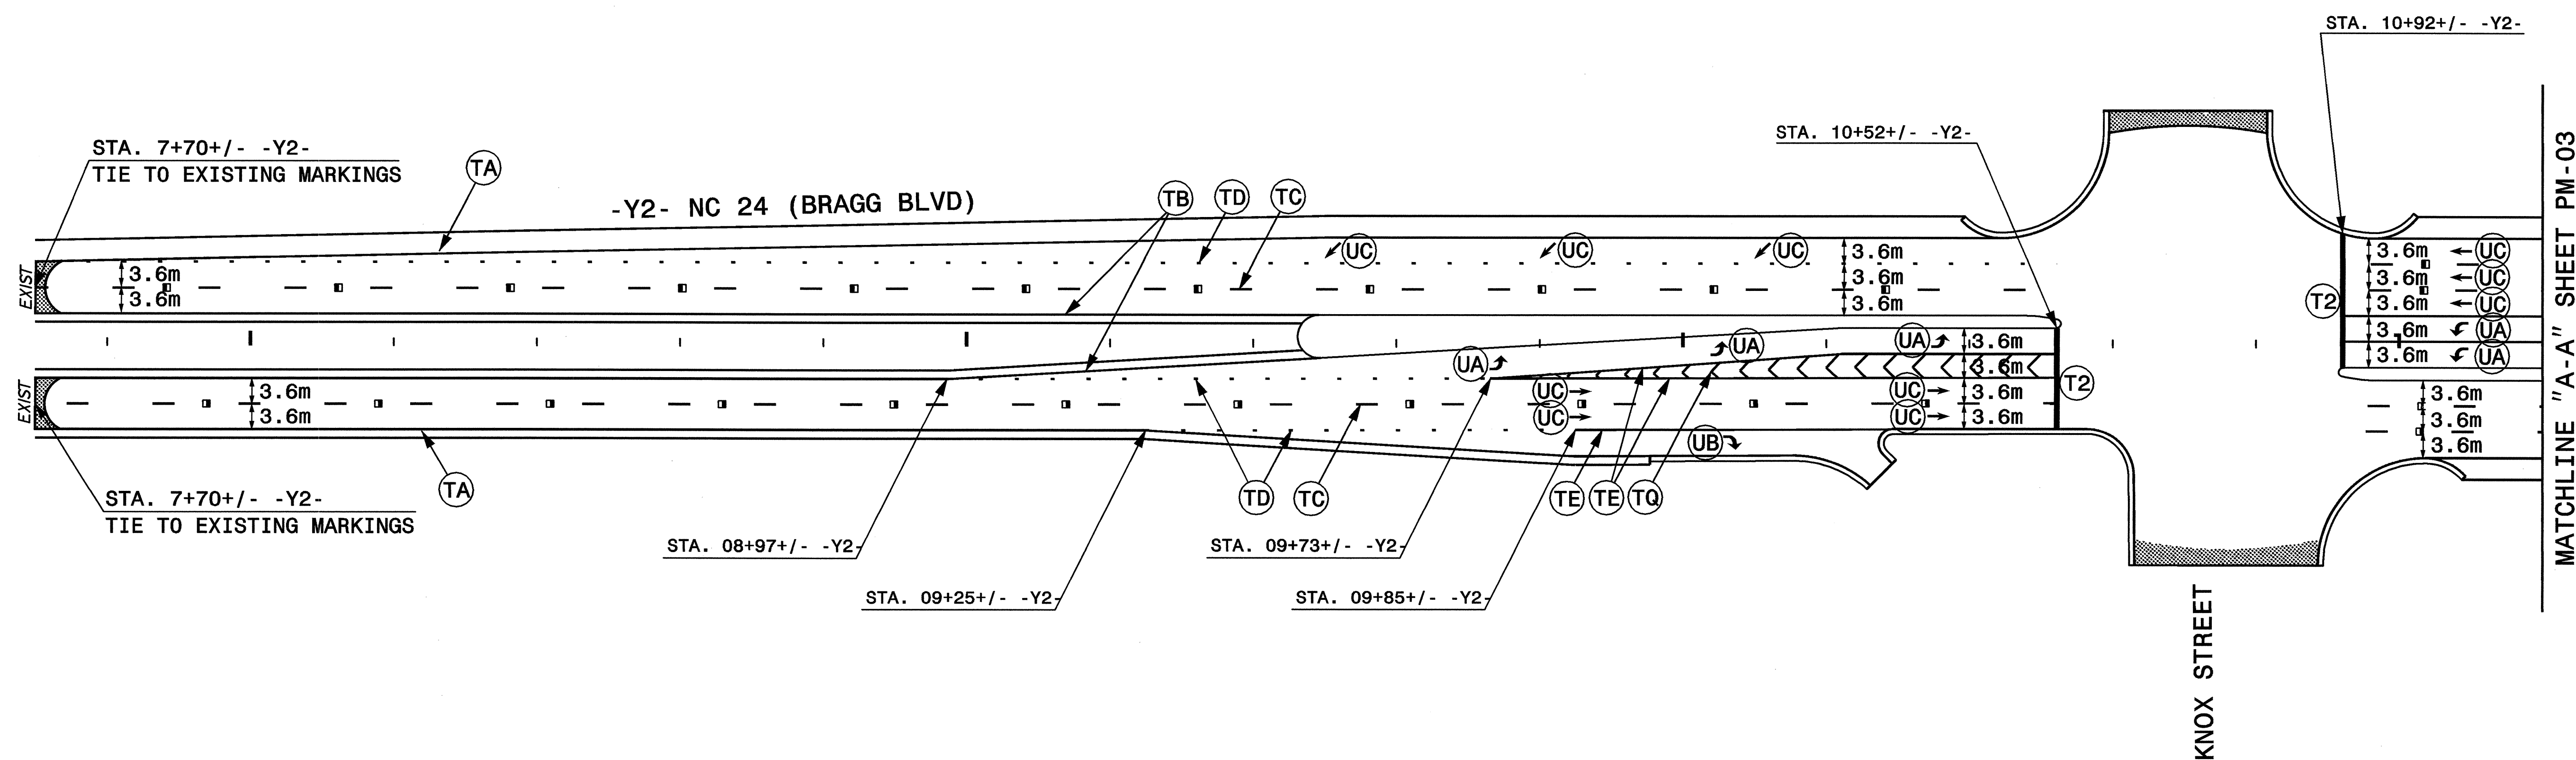 STA. 10+92+/- -Y2-
STA. 7+70+/- -Y2-
TIE TO EXISTING MARKINGS
TA
-Y2- NC 24 (BRAGG BLVD)
TB
TD
TC
STA. 10+52+/- -Y2-
UC
UC
UC
3.6m
3.6m
3.6m
EXIST
3.6m
3.6m
3.6m
3.6m
3.6m
3.6m
3.6m
UC
UC
UC
UA
UA
T2
UA
UA
UA
3.6m
3.6m
3.6m
3.6m
T2
EXIST
3.6m
3.6m
UC
UC
UC
UC
UB
3.6m
3.6m
3.6m
STA. 7+70+/- -Y2-
TIE TO EXISTING MARKINGS
TA
TD
TC
TE
TE
TQ
STA. 08+97+/- -Y2-
STA. 09+73+/- -Y2-
STA. 09+25+/- -Y2-
STA. 09+85+/- -Y2-
KNOX STREET
MATCHLINE "A-A" SHEET PM-03